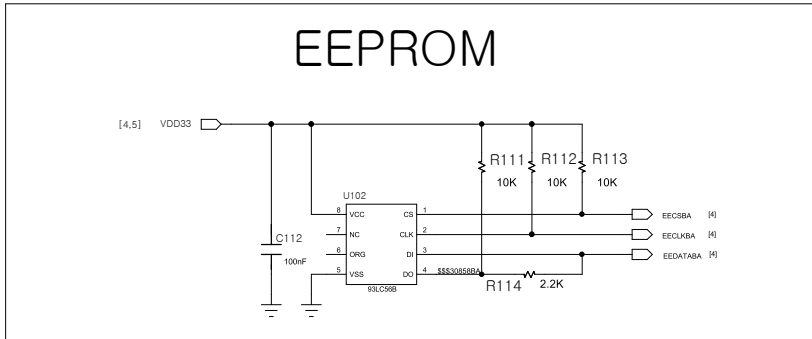 EEPROM
[4,5] VDD33
R111 R112 R113
10K 10K 10K
U102
8 VCC CS 1 EECSBA [4]
7 NC CLK 2 EECLKBA [4]
6 ORG DI 3 EEDATABA [4]
5 VSS DO 4 $$$30858BA
93LC56B
C112
100nF
R114 2.2K